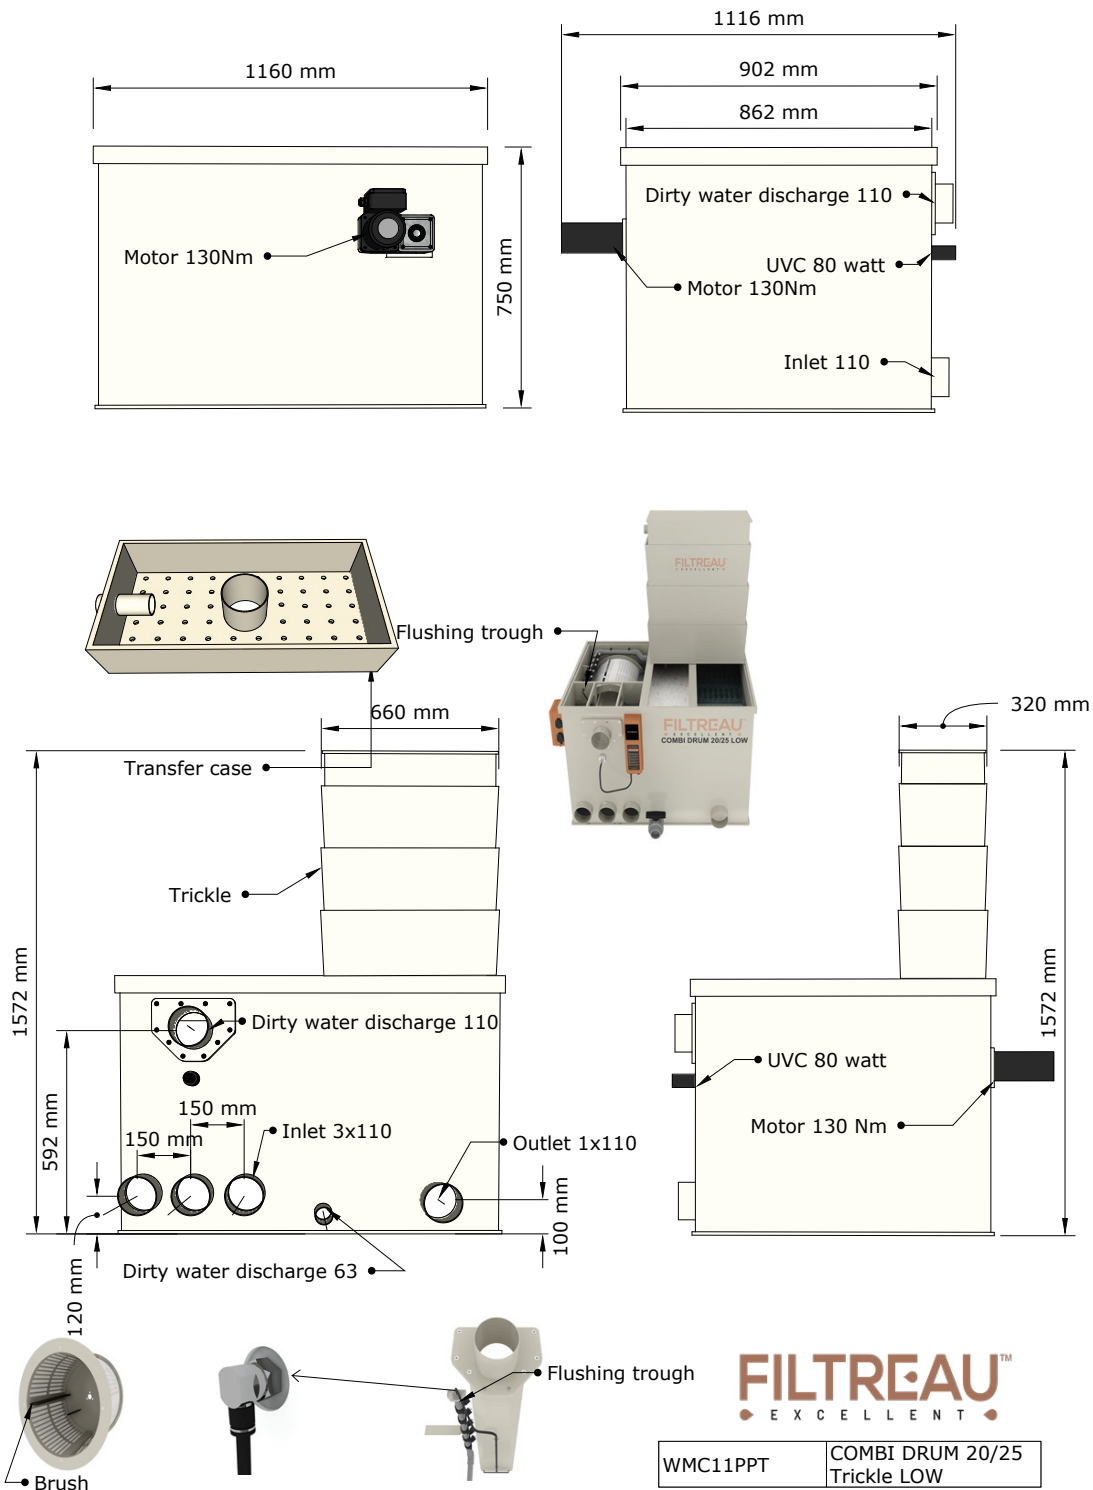 1116 mm
1160 mm
902 mm
862 mm
Dirty water discharge 110
Motor 130Nm
UVC 80 watt
Motor 130Nm
750 mm
Inlet 110
FILTREAU
EXCELLENT
Flushing trough
660 mm
320 mm
FILTREAU
EXCELLENT
COMBI DRUM 20/25 LOW
Transfer case
Trickle
1572 mm
1572 mm
Dirty water discharge 110
UVC 80 watt
592 mm
150 mm
150 mm
Inlet 3x110
Outlet 1x110
Motor 130 Nm
100 mm
Dirty water discharge 63
120 mm
Flushing trough
Brush
FILTREAU™
EXCELLENT
WMC11PPT
COMBI DRUM 20/25
Trickle LOW